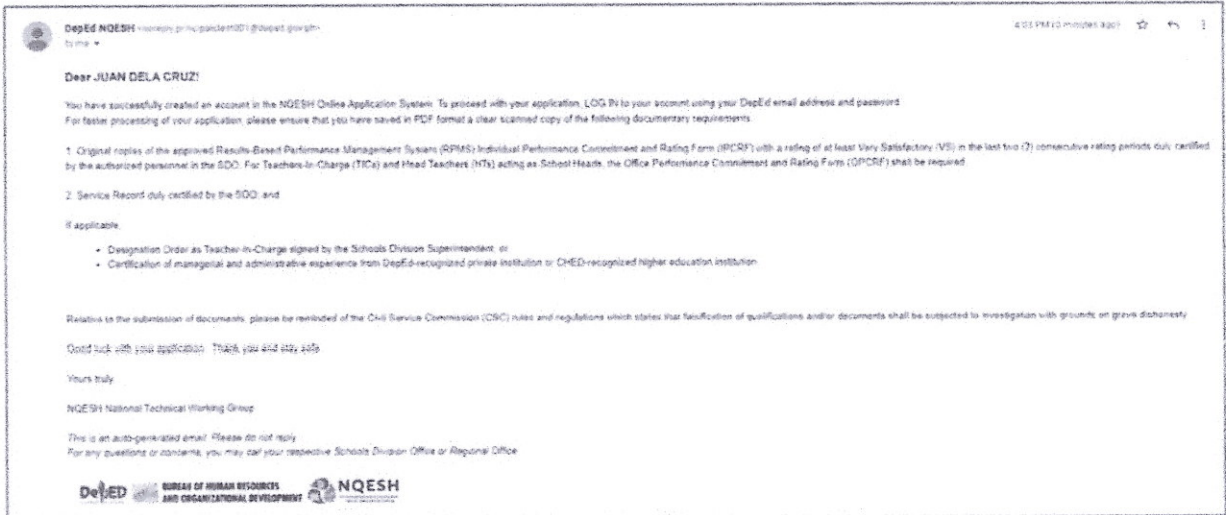 DepEd NQESH
4:03 PM (0 minutes ago)
to me
Dear JUAN DELA CRUZ!
You have successfully created an account in the NQESH Online Application System. To proceed with your application, LOG IN to your account using your DepEd email address and password.
For faster processing of your application, please ensure that you have saved in PDF format a clear scanned copy of the following documentary requirements
1. Original copies of the approved Results-Based Performance Management System (RPMS) Individual Performance Commitment and Rating Form (IPCRF) with a rating of at least Very Satisfactory (VS) in the last two (2) consecutive rating periods duly certified
by the authorized personnel in the SDO. For Teachers-In-Charge (TICs) and Head Teachers (HTs) acting as School Heads, the Office Performance Commitment and Rating Form (OPCRF) shall be required
2. Service Record duly certified by the SDO; and
If applicable,
• Designation Order as Teacher-In-Charge signed by the Schools Division Superintendent, or
• Certification of managerial and administrative experience from DepEd-recognized private institution or CHED-recognized higher education institution
Relative to the submission of documents, please be reminded of the Civil Service Commission (CSC) rules and regulations which states that falsification of qualifications and/or documents shall be subjected to investigation with grounds on grave dishonesty
Good luck with your application. Thank you and stay safe.
Yours truly
NQESH National Technical Working Group
This is an auto-generated email. Please do not reply
For any questions or concerns, you may call your respective Schools Division Office or Regional Office
DepED BUREAU OF HUMAN RESOURCES NQESH
AND ORGANIZATIONAL DEVELOPMENT